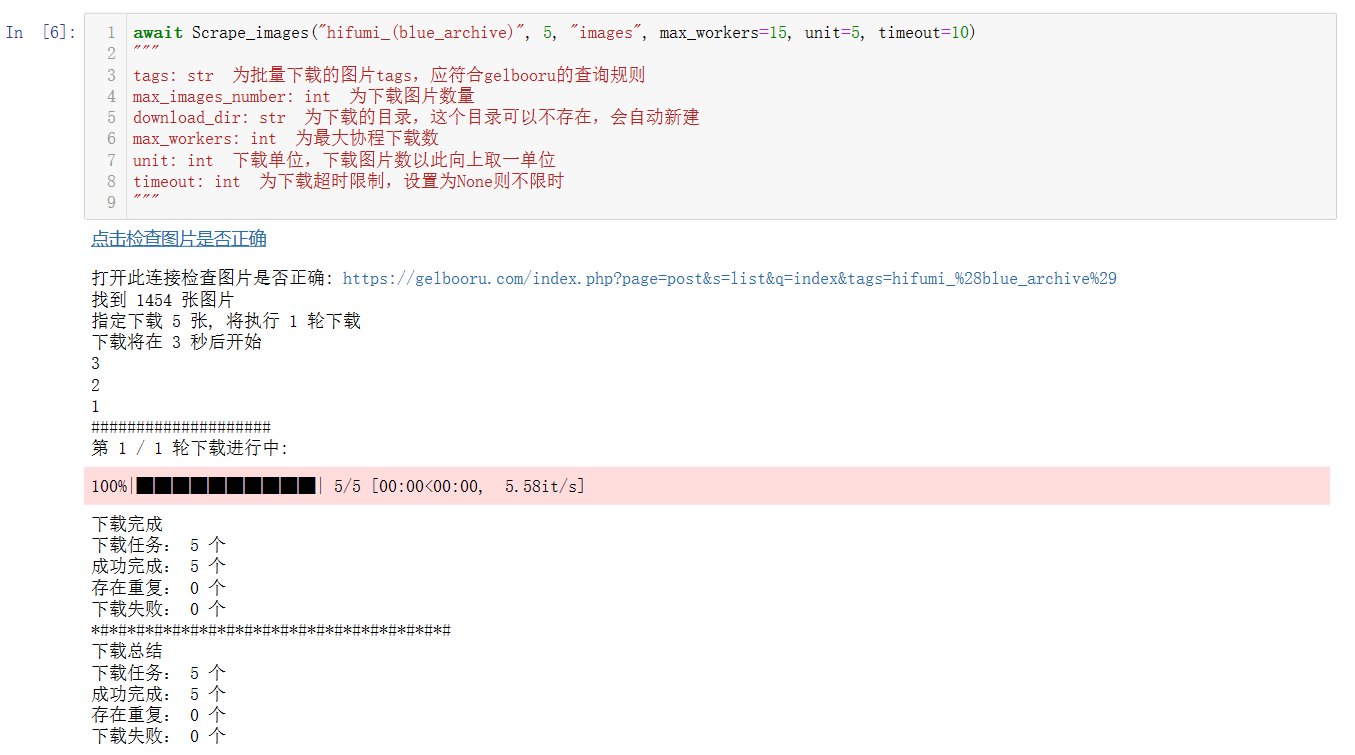 In [6]:
1 await Scrape_images("hifumi_(blue_archive)", 5, "images", max_workers=15, unit=5, timeout=10)
2 """
3 tags: str  为批量下载的图片tags，应符合gelbooru的查询规则
4 max_images_number: int  为下载图片数量
5 download_dir: str  为下载的目录，这个目录可以不存在，会自动新建
6 max_workers: int  为最大协程下载数
7 unit: int  下载单位，下载图片数以此向上取一单位
8 timeout: int  为下载超时限制，设置为None则不限时
9 """
点击检查图片是否正确
打开此连接检查图片是否正确: https://gelbooru.com/index.php?page=post&s=list&q=index&tags=hifumi_%28blue_archive%29
找到 1454 张图片
指定下载 5 张, 将执行 1 轮下载
下载将在 3 秒后开始
3
2
1
####################
第 1 / 1 轮下载进行中:
100%|██████████| 5/5 [00:00<00:00,  5.58it/s]
下载完成
下载任务:  5 个
成功完成:  5 个
存在重复:  0 个
下载失败:  0 个
*#*#*#*#*#*#*#*#*#*#*#*#*#*#*#*#*#*#*#*#
下载总结
下载任务:  5 个
成功完成:  5 个
存在重复:  0 个
下载失败:  0 个